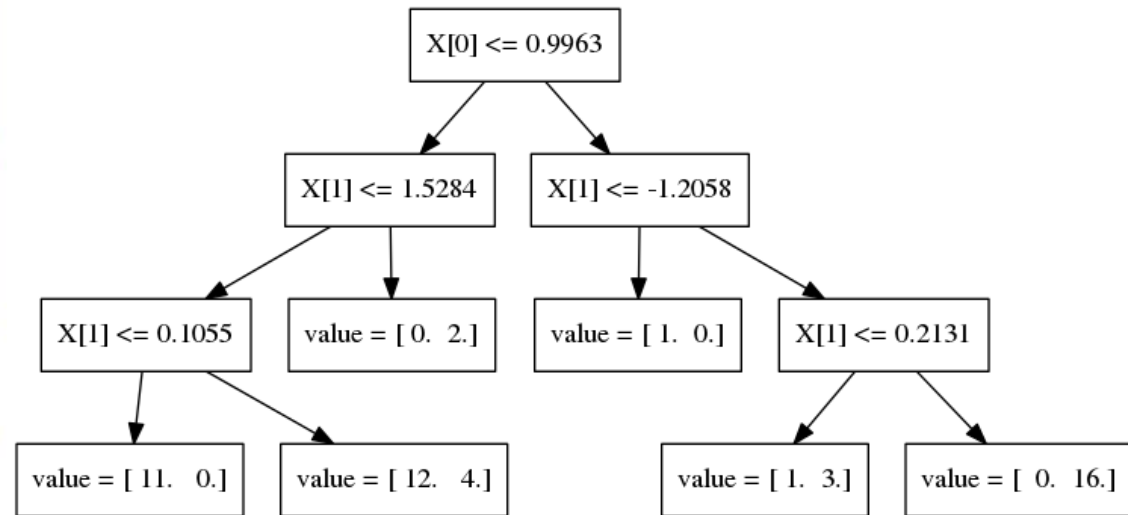 X[0] <= 0.9963
X[1] <= 1.5284
X[1] <= -1.2058
X[1] <= 0.1055
value = [ 0.  2.]
value = [ 1.  0.]
X[1] <= 0.2131
value = [ 11.   0.]
value = [ 12.   4.]
value = [ 1.  3.]
value = [  0.  16.]